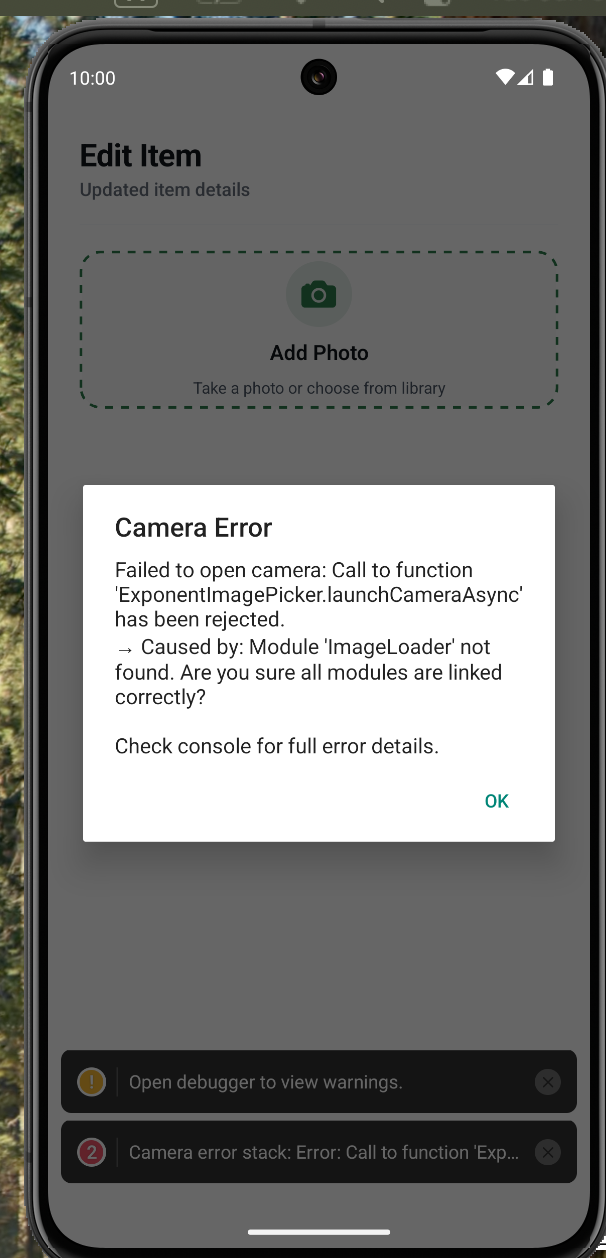 10:00
Edit Item
Updated item details
Add Photo
Take a photo or choose from library
Camera Error
Failed to open camera: Call to function
'ExponentImagePicker.launchCameraAsync'
has been rejected.
→ Caused by: Module 'ImageLoader' not
found. Are you sure all modules are linked
correctly?
Check console for full error details.
OK
! Open debugger to view warnings.
2 Camera error stack: Error: Call to function 'Exp...